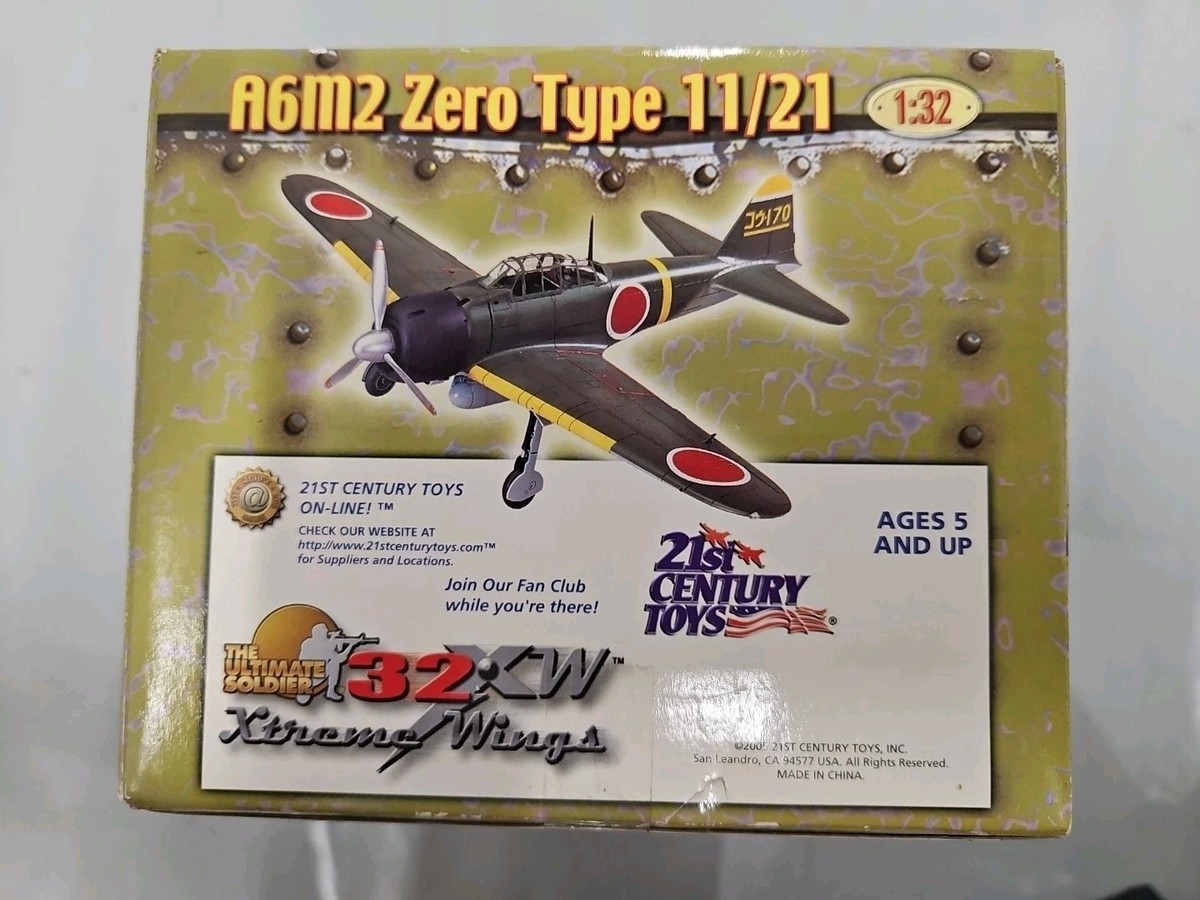 A6M2 Zero Type 11/21
1:32
コウ-170
@
21ST CENTURY TOYS
ON-LINE! ™
CHECK OUR WEBSITE AT
http://www.21stcenturytoys.com™
for Suppliers and Locations.
Join Our Fan Club
while you're there!
21st
CENTURY
TOYS®
AGES 5
AND UP
THE
ULTIMATE
SOLDIER
32XW™
Xtreme Wings
21ST CENTURY TOYS, INC.
San Leandro, CA 94577 USA. All Rights Reserved.
MADE IN CHINA.